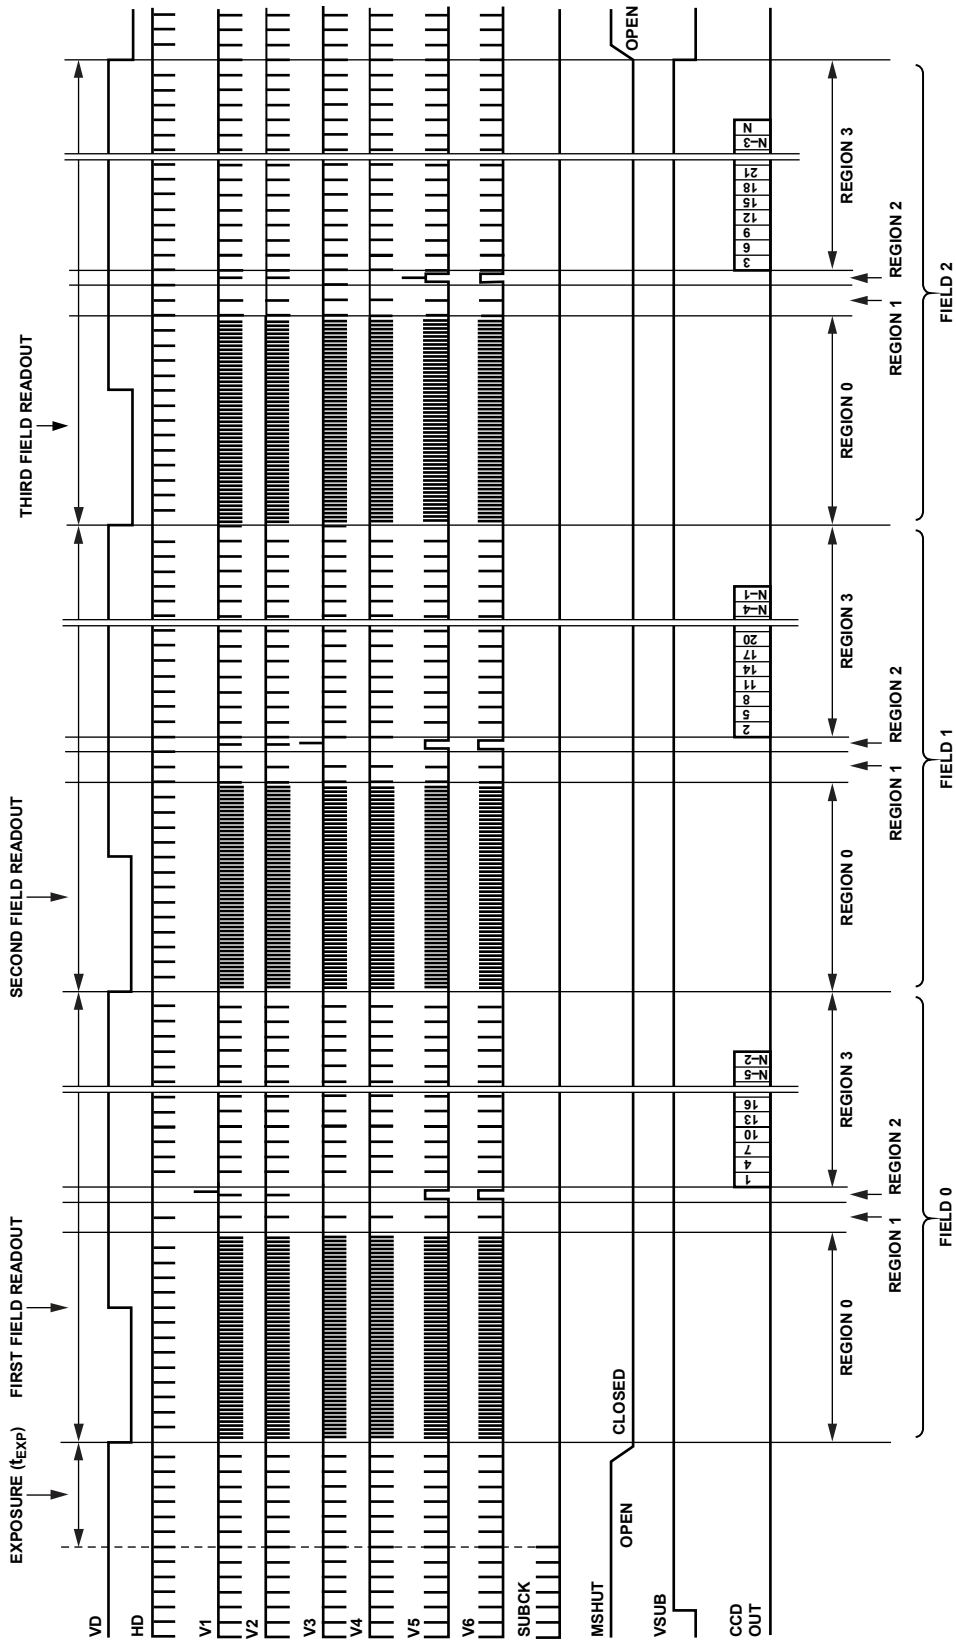 EXPOSURE (tEXP)
FIRST FIELD READOUT
SECOND FIELD READOUT
THIRD FIELD READOUT
VD
HD
V1
V2
V3
V4
V5
V6
SUBCK
MSHUT
OPEN
CLOSED
OPEN
VSUB
CCD
OUT
1
4
7
10
13
16
N–5
N–2
2
5
8
11
14
17
20
N–4
N–1
3
6
9
12
15
18
21
N–3
N
REGION 0
REGION 3
REGION 0
REGION 3
REGION 0
REGION 3
REGION 1
REGION 2
REGION 1
REGION 2
REGION 1
REGION 2
FIELD 0
FIELD 1
FIELD 2